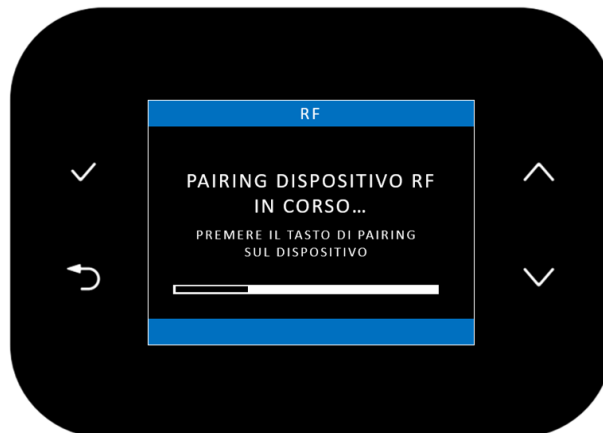 RF
PAIRING DISPOSITIVO RF
IN CORSO...
PREMERE IL TASTO DI PAIRING
SUL DISPOSITIVO